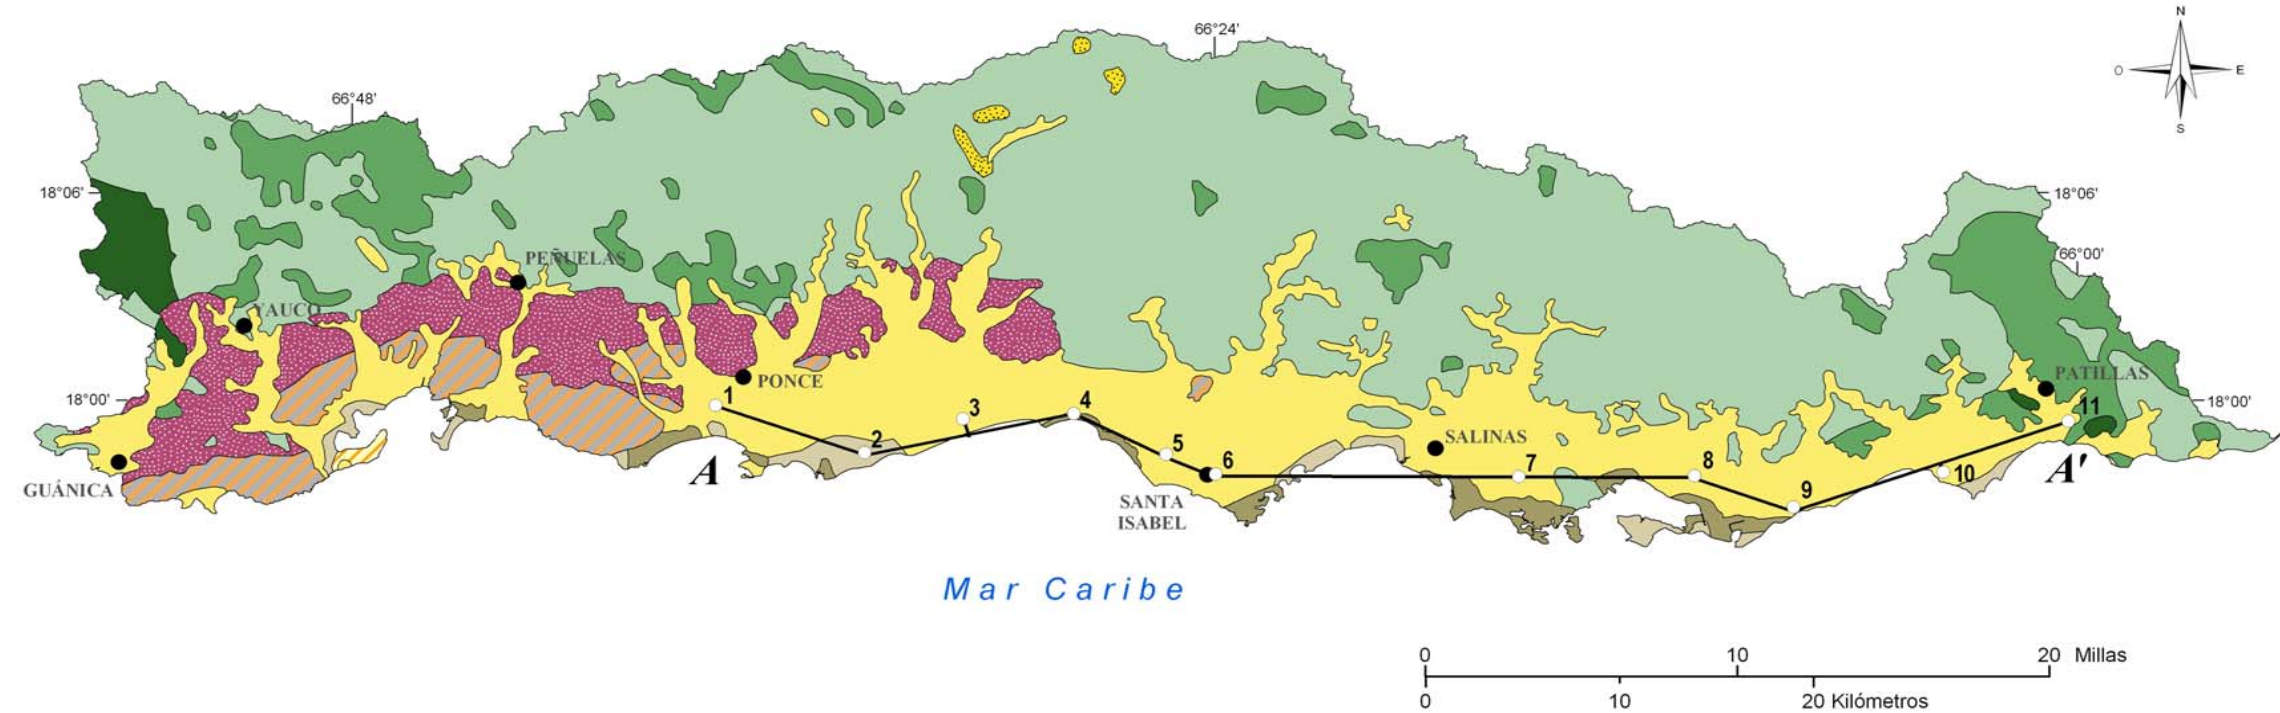 N
O E
S
66°24'
66°48'
18°06'
18°06'
66°00'
PEÑUELAS
YAUCO
PATILLAS
PONCE
18°00'
18°00'
1
2
3
4
5
6
7
8
9
10
11
SALINAS
A
A'
GUÁNICA
SANTA
ISABEL
Mar Caribe
0 10 20 Millas
0 10 20 Kilómetros